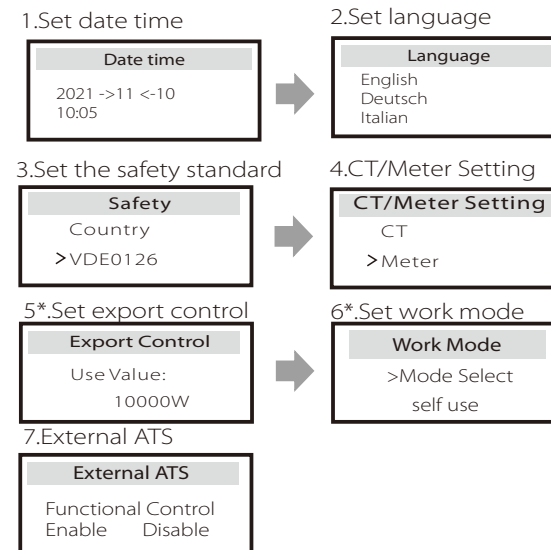 1.Set date time
Date time
2021 ->11 <-10
10:05
2.Set language
Language
English
Deutsch
Italian
3.Set the safety standard
Safety
Country
>VDE0126
4.CT/Meter Setting
CT/Meter Setting
CT
>Meter
5*.Set export control
Export Control
Use Value:
10000W
6*.Set work mode
Work Mode
>Mode Select
self use
7.External ATS
External ATS
Functional Control
Enable Disable